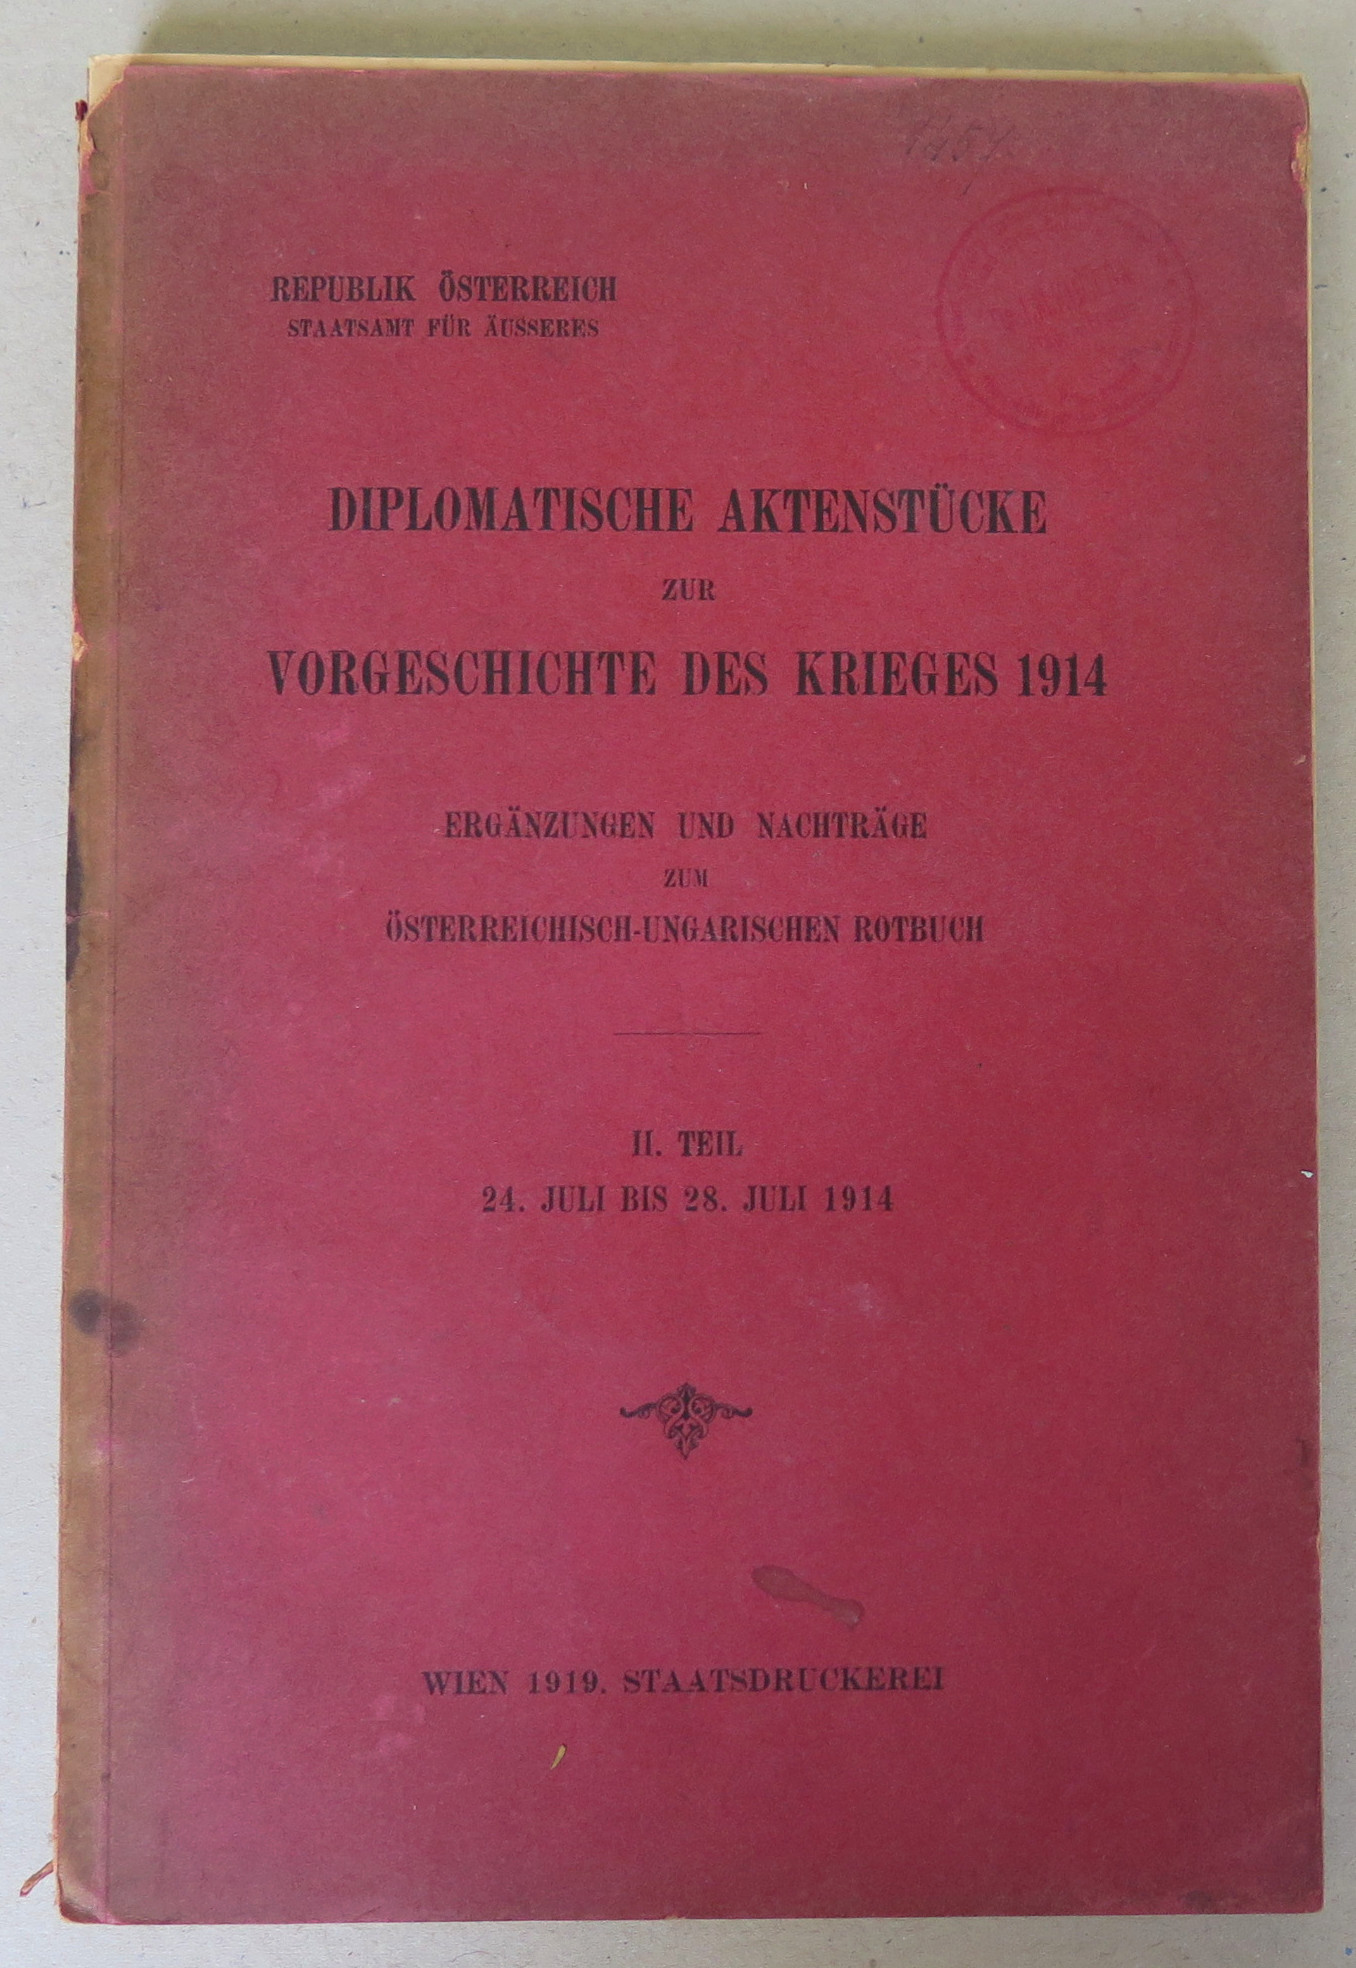 REPUBLIK ÖSTERREICH
STAATSAMT FÜR ÄUSSERES
DIPLOMATISCHE AKTENSTÜCKE
ZUR
VORGESCHICHTE DES KRIEGES 1914
ERGÄNZUNGEN UND NACHTRÄGE
ZUM
ÖSTERREICHISCH-UNGARISCHEN ROTBUCH
II. TEIL
24. JULI BIS 28. JULI 1914
WIEN 1919. STAATSDRUCKEREI